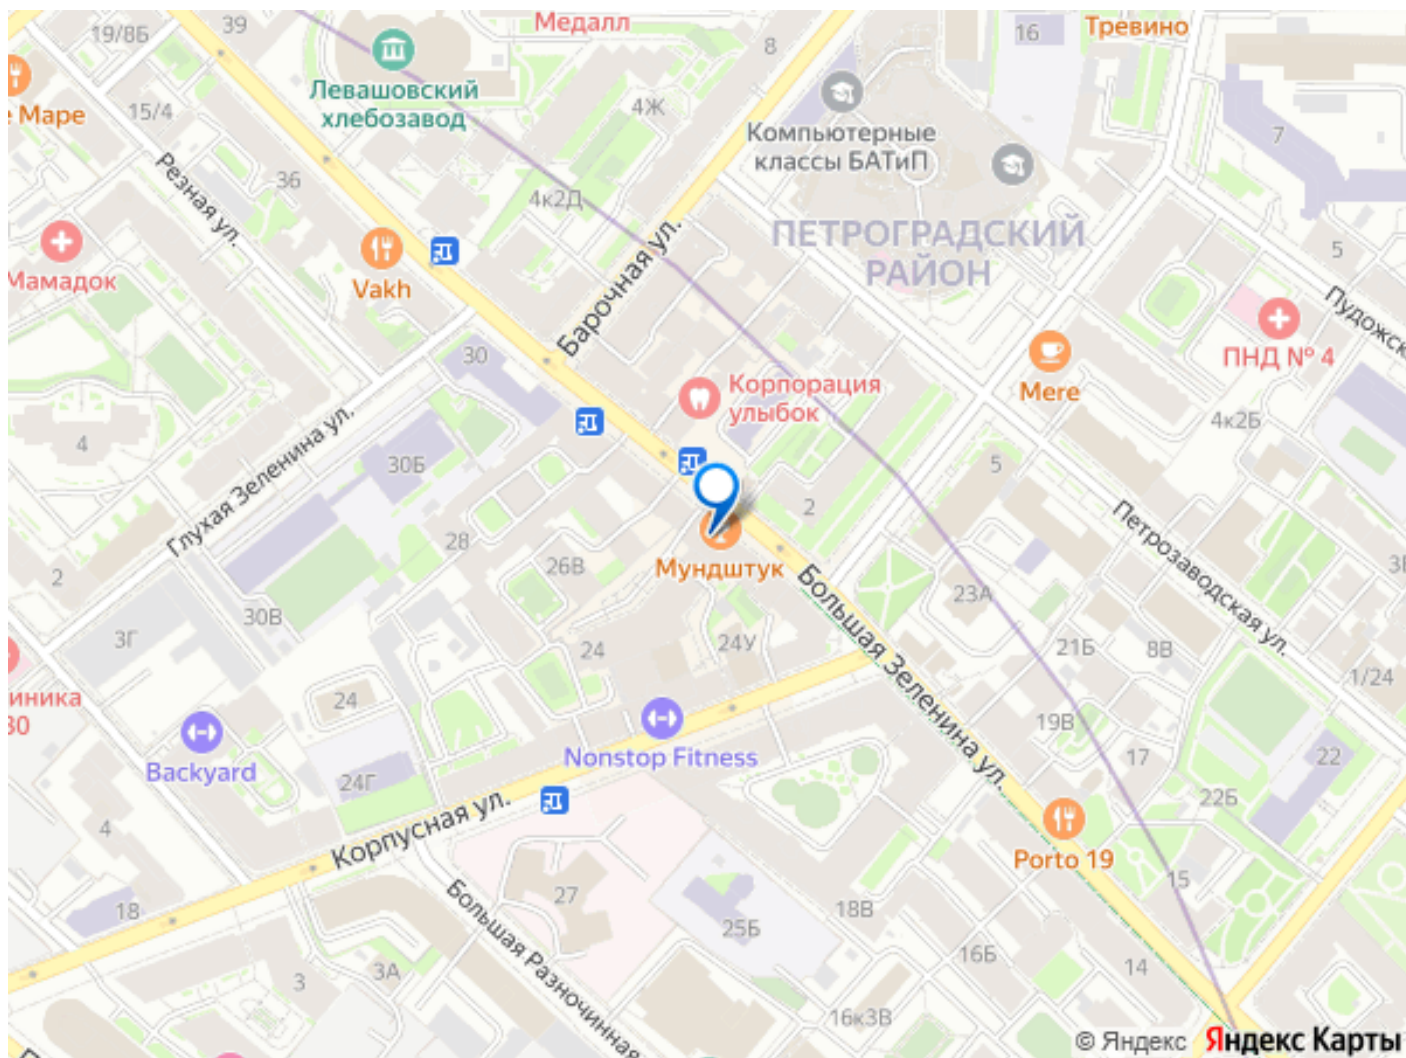 39
19/8Б
Медалл
8
16
Тревино
Левашовский
хлебозавод
е Маре
15/4
4Ж
Компьютерные
классы БАТиП
7
Резная ул.
36
4к2Д
ПЕТРОГРАДСКИЙ
РАЙОН
5
Мамадок
Vakh
Барочная ул.
Пудожск
ПНД № 4
30
Корпорация
улыбок
Mere
4к2Б
4
Глухая Зеленина ул.
30Б
5
2
Петрозаводская ул.
28
26В
Мундштук
2
Большая Зеленина ул.
23А
30В
3Г
24
24У
21Б
8В
1/24
иника
30
24
Nonstop Fitness
19В
17
22
Backyard
24Г
22Б
4
Корпусная ул.
Porto 19
15
18
27
Большая Разночинная
25Б
18В
16Б
14
3А
3
16к3В
© Яндекс Яндекс Карты